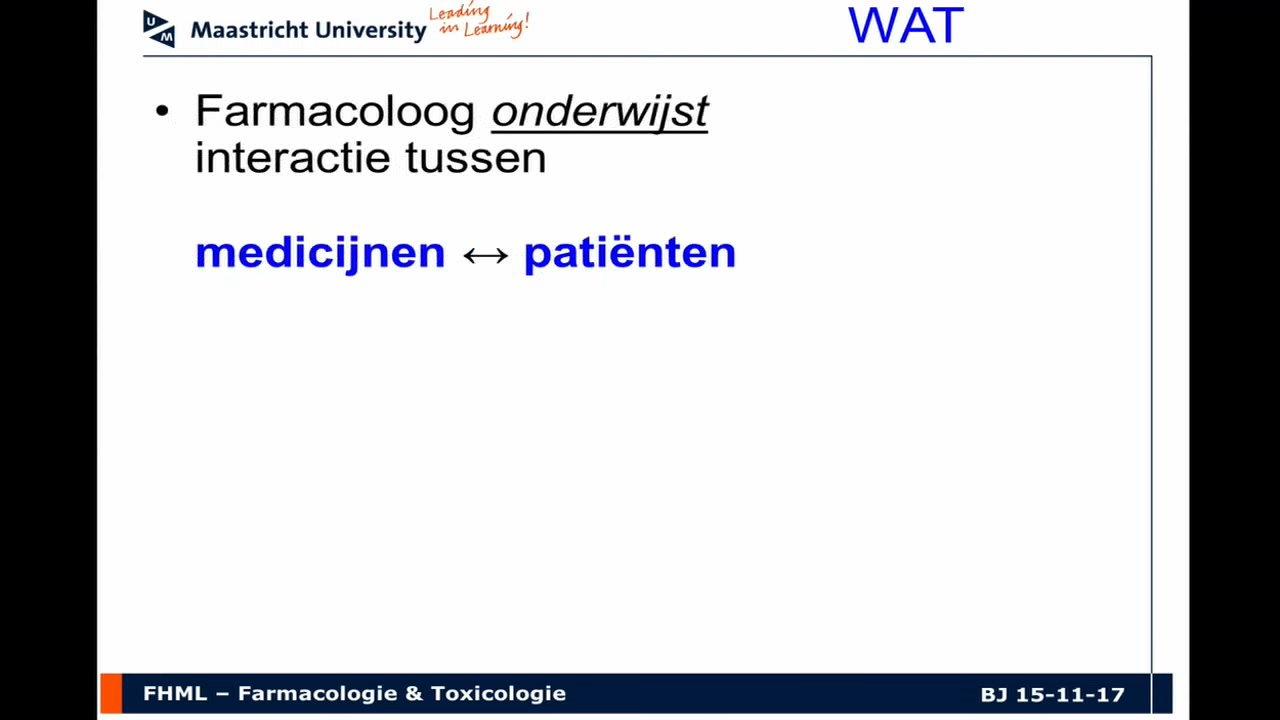 UM Maastricht University Leading in Learning!
WAT
• Farmacoloog onderwijst
interactie tussen
medicijnen ↔ patiënten
FHML – Farmacologie & Toxicologie
BJ 15-11-17